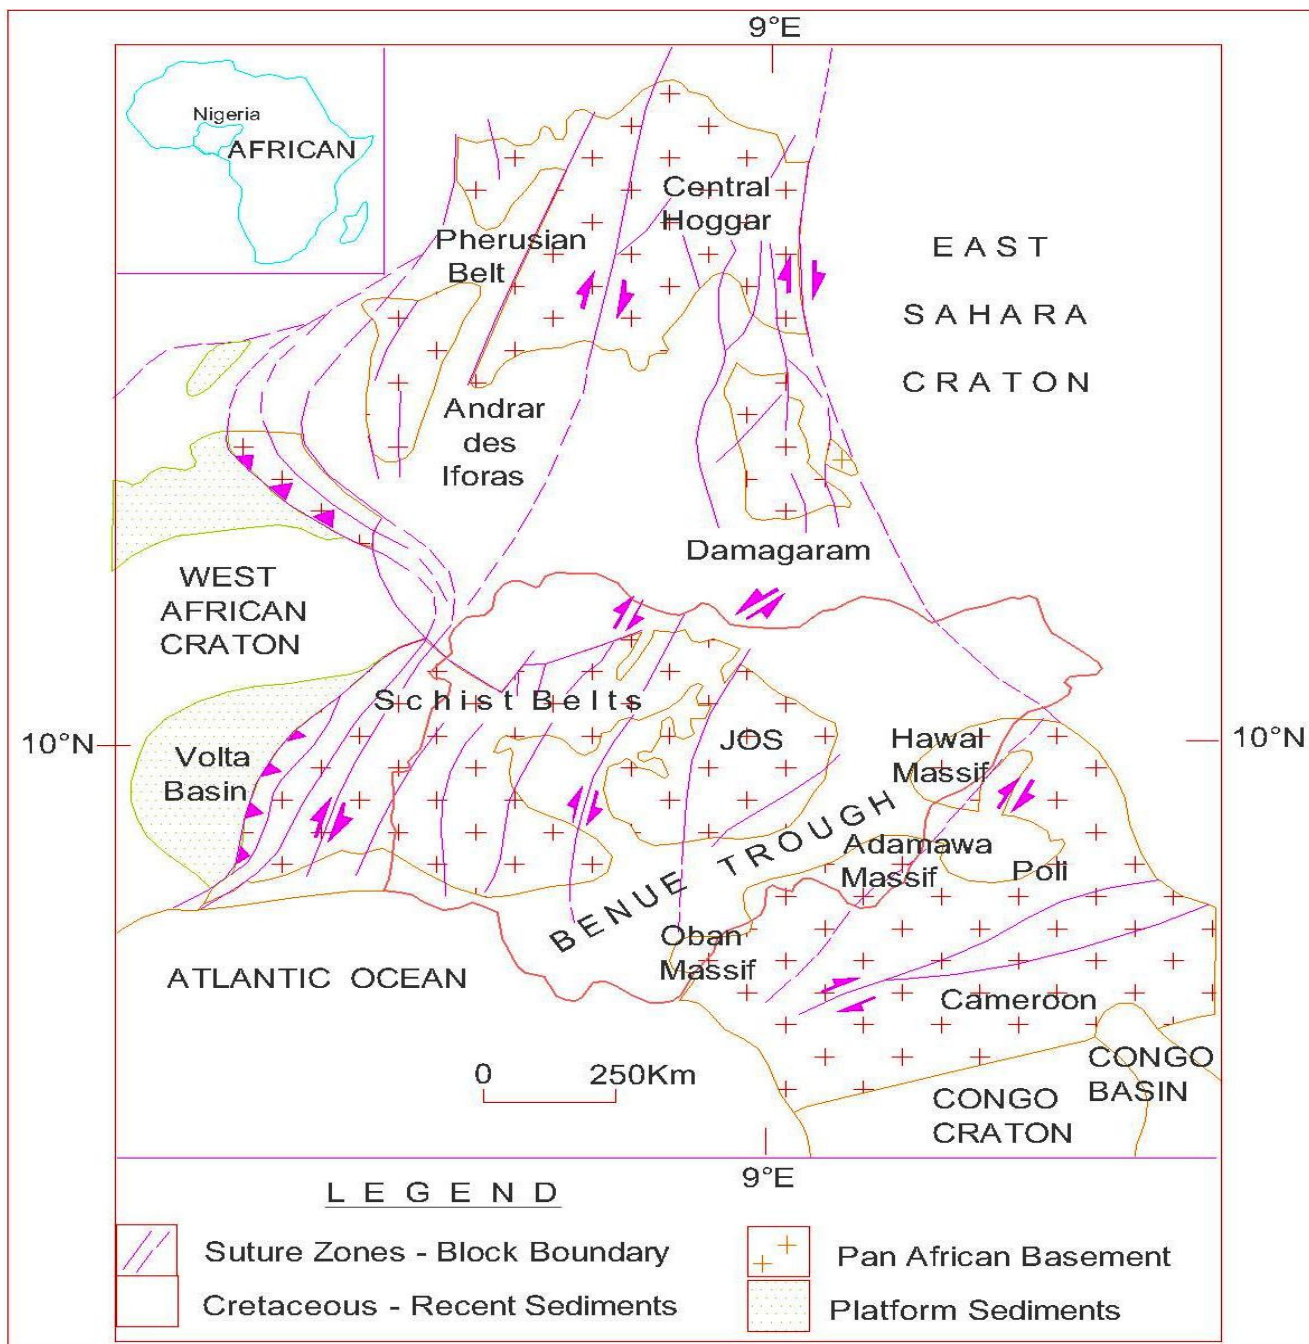 9°E
Nigeria
AFRICAN
Central
Hoggar
Pherusian
Belt
EAST
SAHARA
CRATON
Andrar
des
Iforas
Damagaram
WEST
AFRICAN
CRATON
Schist Belts
10°N
Volta
Basin
JOS
Hawal
Massif
10°N
BENUE TROUGH
Adamawa
Massif
Poli
Oban
Massif
ATLANTIC OCEAN
Cameroon
0 250Km
CONGO
BASIN
CONGO
CRATON
9°E
LEGEND
Suture Zones - Block Boundary
Pan African Basement
Cretaceous - Recent Sediments
Platform Sediments